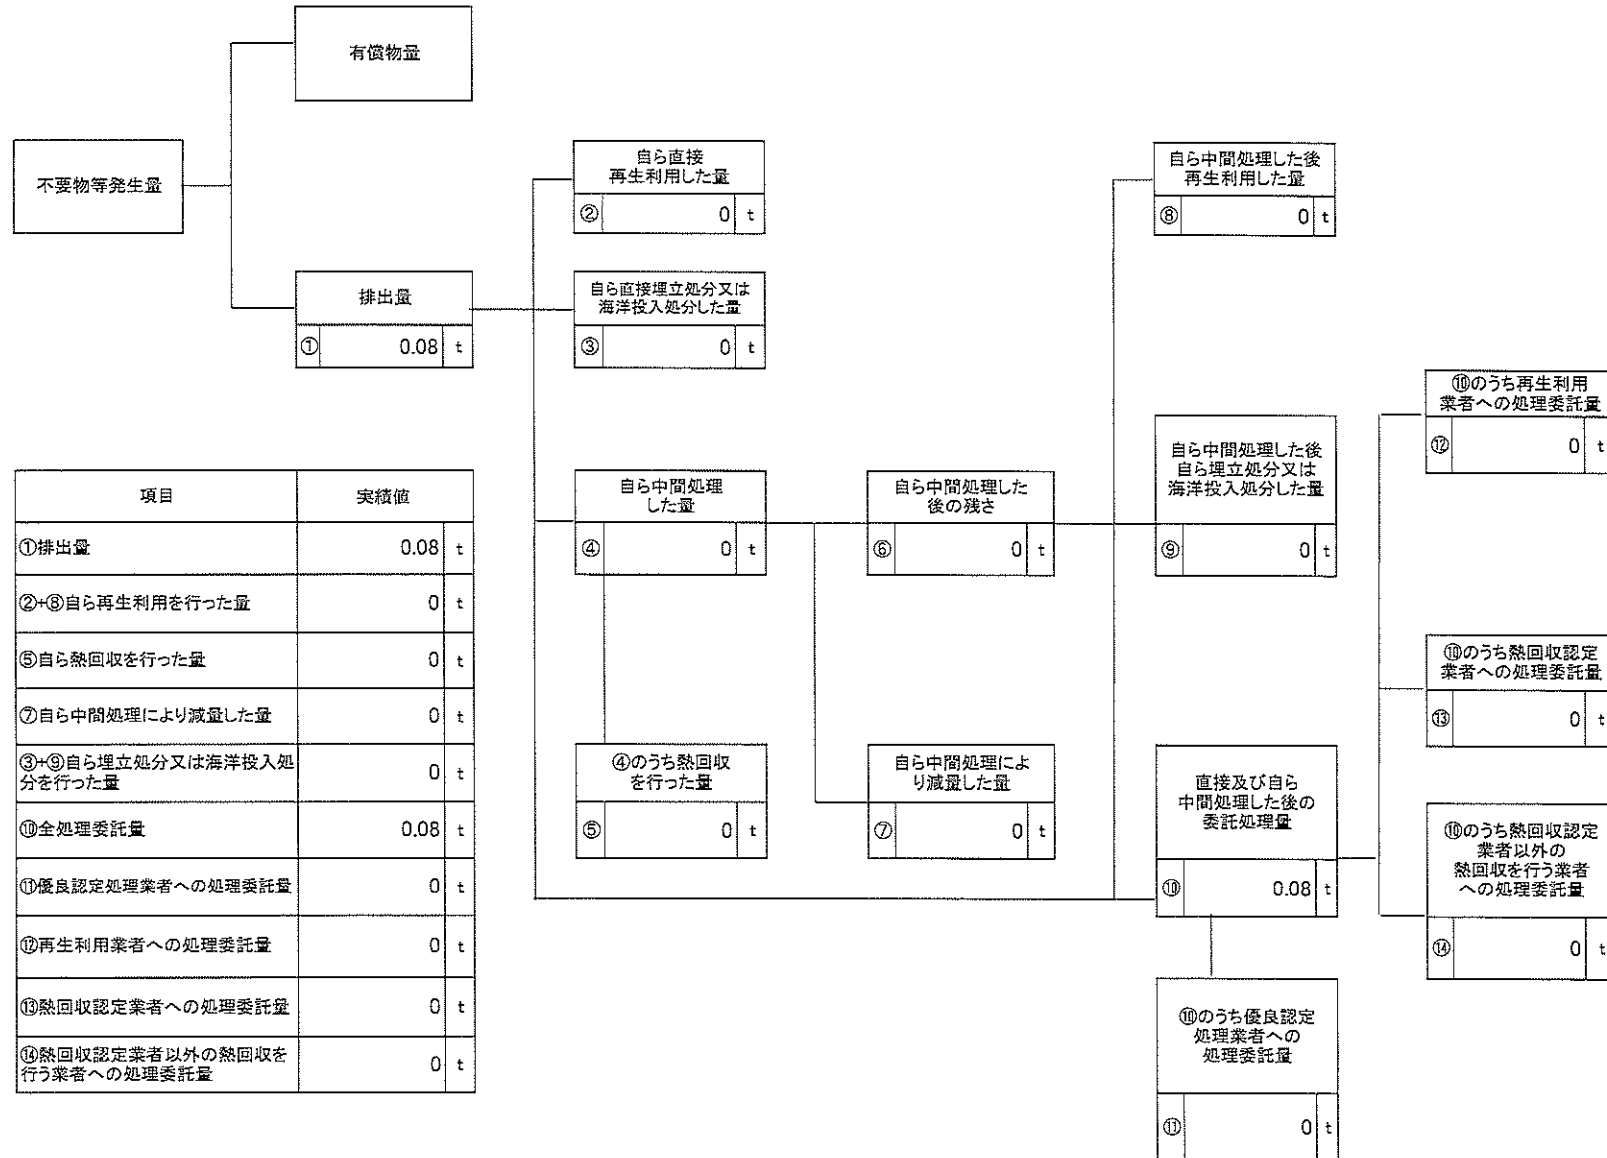 有償物量
不要物等発生量
排出量
① 0.08 t
自ら直接
再生利用した量
② 0 t
自ら直接埋立処分又は
海洋投入処分した量
③ 0 t
自ら中間処理
した量
④ 0 t
④のうち熱回収
を行った量
⑤ 0 t
自ら中間処理した
後の残さ
⑥ 0 t
自ら中間処理によ
り減量した量
⑦ 0 t
自ら中間処理した後
再生利用した量
⑧ 0 t
自ら中間処理した後
自ら埋立処分又は
海洋投入処分した量
⑨ 0 t
直接及び自ら
中間処理した後の
委託処理量
⑩ 0.08 t
⑩のうち優良認定
処理業者への
処理委託量
⑪ 0 t
⑩のうち再生利用
業者への処理委託量
⑫ 0 t
⑩のうち熱回収認定
業者への処理委託量
⑬ 0 t
⑩のうち熱回収認定
業者以外の
熱回収を行う業者
への処理委託量
⑭ 0 t
項目 実績値
①排出量 0.08 t
②+⑧自ら再生利用を行った量 0 t
⑤自ら熱回収を行った量 0 t
⑦自ら中間処理により減量した量 0 t
③+⑨自ら埋立処分又は海洋投入処
分を行った量 0 t
⑩全処理委託量 0.08 t
⑪優良認定処理業者への処理委託量 0 t
⑫再生利用業者への処理委託量 0 t
⑬熱回収認定業者への処理委託量 0 t
⑭熱回収認定業者以外の熱回収を
行う業者への処理委託量 0 t